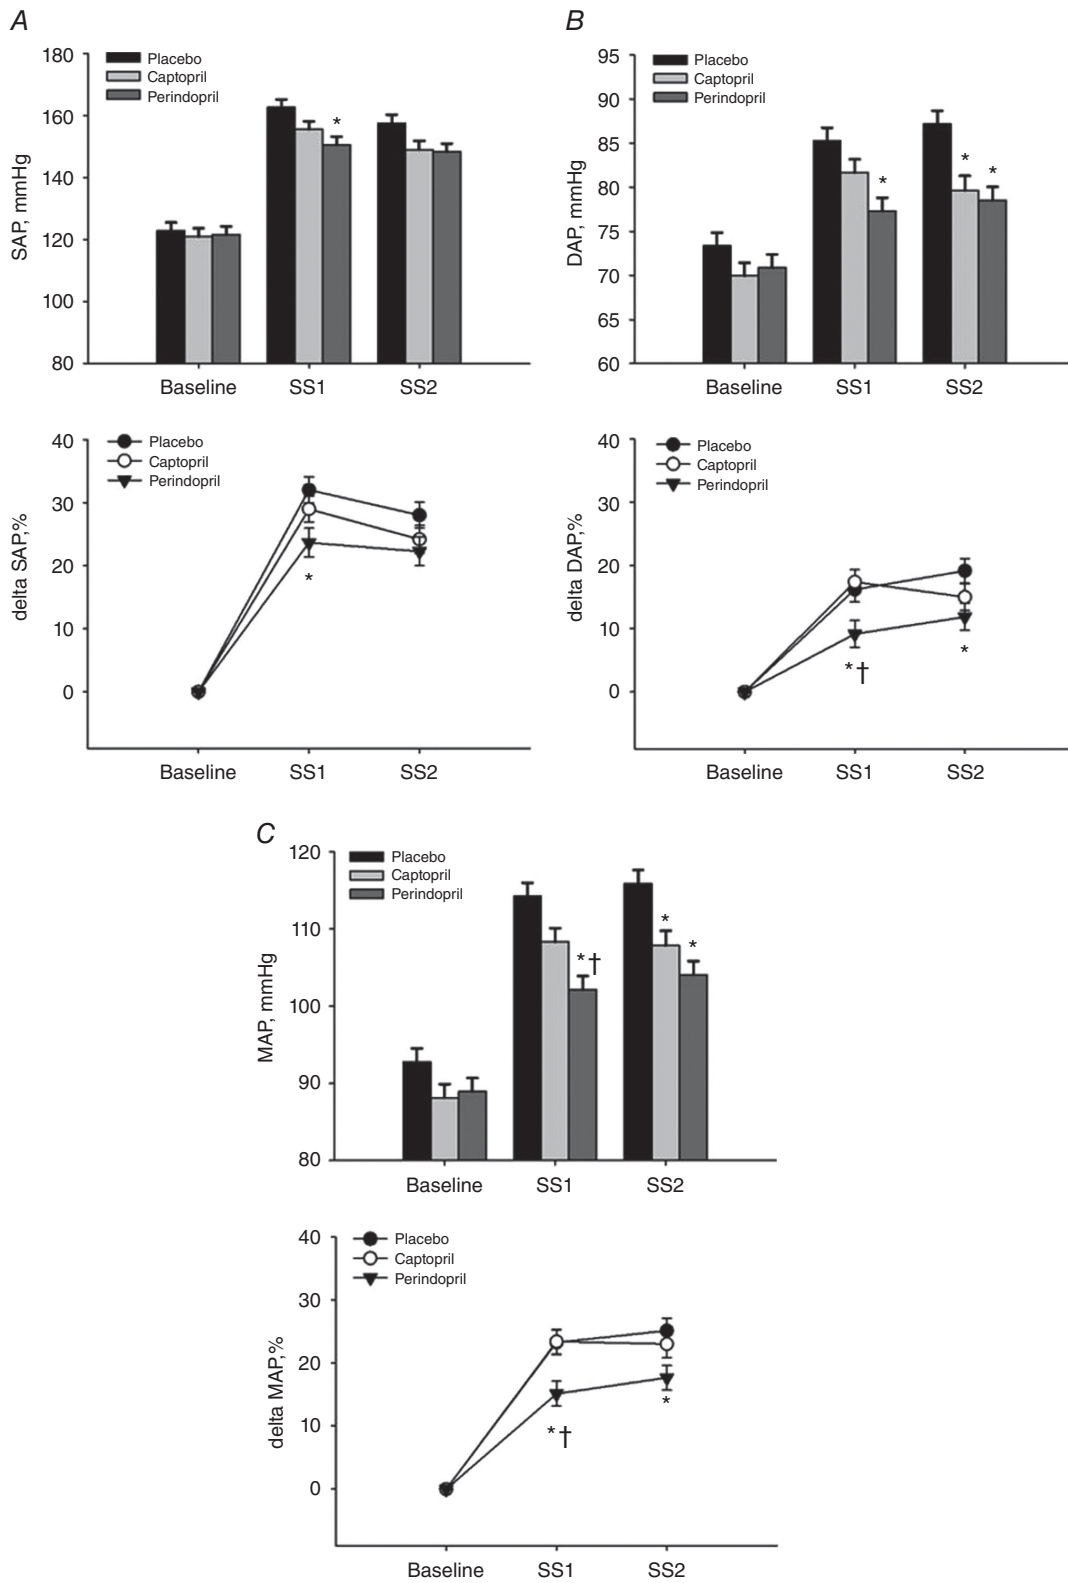 A
180
160
140
120
100
80
SAP, mmHg
Placebo
Captopril
Perindopril
*
Baseline SS1 SS2
40
30
20
10
0
delta SAP,%
Placebo
Captopril
Perindopril
*
Baseline SS1 SS2
B
95
90
85
80
75
70
65
60
DAP, mmHg
Placebo
Captopril
Perindopril
* * *
Baseline SS1 SS2
40
30
20
10
0
delta DAP,%
Placebo
Captopril
Perindopril
*† *
Baseline SS1 SS2
C
120
110
100
90
80
MAP, mmHg
Placebo
Captopril
Perindopril
*† * *
Baseline SS1 SS2
40
30
20
10
0
delta MAP,%
Placebo
Captopril
Perindopril
*† *
Baseline SS1 SS2